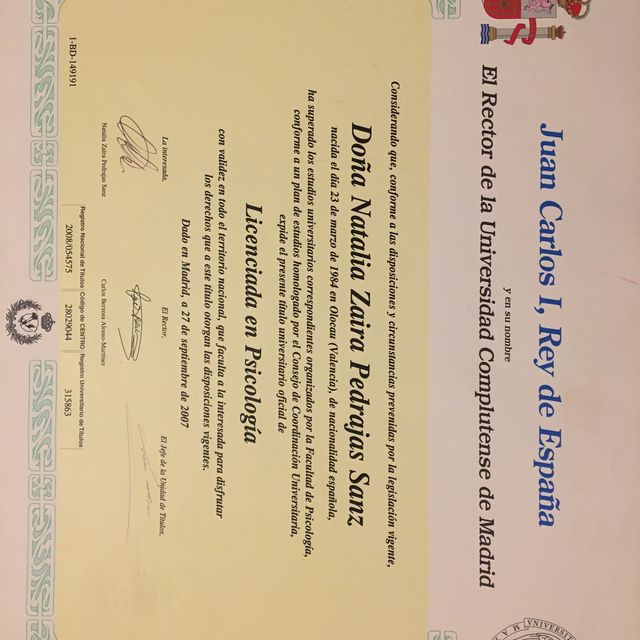 Juan Carlos I, Rey de España
y en su nombre
El Rector de la Universidad Complutense de Madrid
Considerando que, conforme a las disposiciones y circunstancias prevenidas por la legislación vigente,
Doña Natalia Zaira Pedrajas Sanz
nacida el día 23 de marzo de 1984 en Olocau (Valencia), de nacionalidad española,
ha superado los estudios universitarios correspondientes organizados por la Facultad de Psicología,
conforme a un plan de estudios homologado por el Consejo de Coordinación Universitaria,
expide el presente título universitario oficial de
Licenciada en Psicología
con validez en todo el territorio nacional, que faculta a la interesada para disfrutar
los derechos que a este título otorgan las disposiciones vigentes.
Dado en Madrid, a 27 de septiembre de 2007
La interesada,
El Rector,
El Jefe de la Unidad de Títulos,
Natalia Zaira Pedrajas Sanz
Carlos Berzosa Alonso-Martínez
Registro Nacional de Títulos
Código de CENTRO
Registro Universitario de Títulos
1-BD-149191
2008/054575
28029044
315863
VNIVERSI